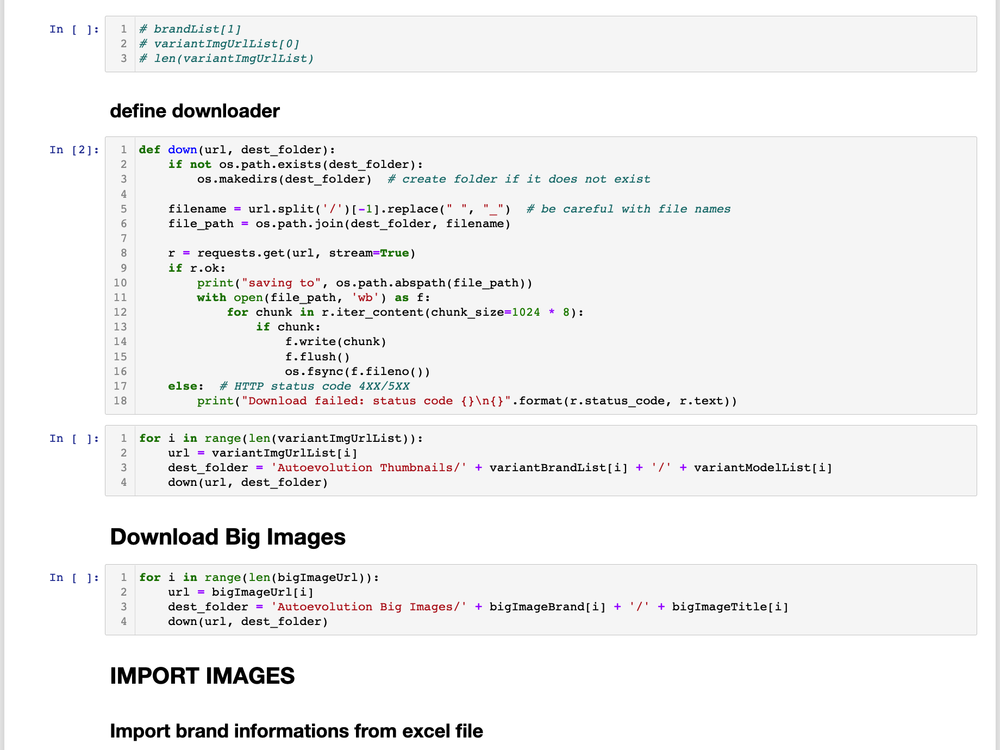 In [ ]:
1 # brandList[1]
2 # variantImgUrlList[0]
3 # len(variantImgUrlList)
define downloader
In [2]:
1 def down(url, dest_folder):
2     if not os.path.exists(dest_folder):
3         os.makedirs(dest_folder)  # create folder if it does not exist
4
5     filename = url.split('/')[-1].replace(" ", "_")  # be careful with file names
6     file_path = os.path.join(dest_folder, filename)
7
8     r = requests.get(url, stream=True)
9     if r.ok:
10         print("saving to", os.path.abspath(file_path))
11         with open(file_path, 'wb') as f:
12             for chunk in r.iter_content(chunk_size=1024 * 8):
13                 if chunk:
14                     f.write(chunk)
15                     f.flush()
16                     os.fsync(f.fileno())
17     else:  # HTTP status code 4XX/5XX
18         print("Download failed: status code {}\n{}".format(r.status_code, r.text))
In [ ]:
1 for i in range(len(variantImgUrlList)):
2     url = variantImgUrlList[i]
3     dest_folder = 'Autoevolution Thumbnails/' + variantBrandList[i] + '/' + variantModelList[i]
4     down(url, dest_folder)
Download Big Images
In [ ]:
1 for i in range(len(bigImageUrl)):
2     url = bigImageUrl[i]
3     dest_folder = 'Autoevolution Big Images/' + bigImageBrand[i] + '/' + bigImageTitle[i]
4     down(url, dest_folder)
IMPORT IMAGES
Import brand informations from excel file